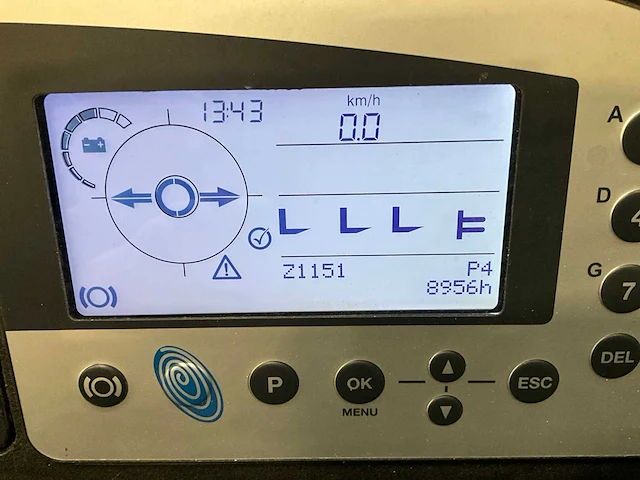 13:43
km/h
0.0
Z1151
P4
8956h
A
D
4
G
7
P
OK
MENU
ESC
DEL